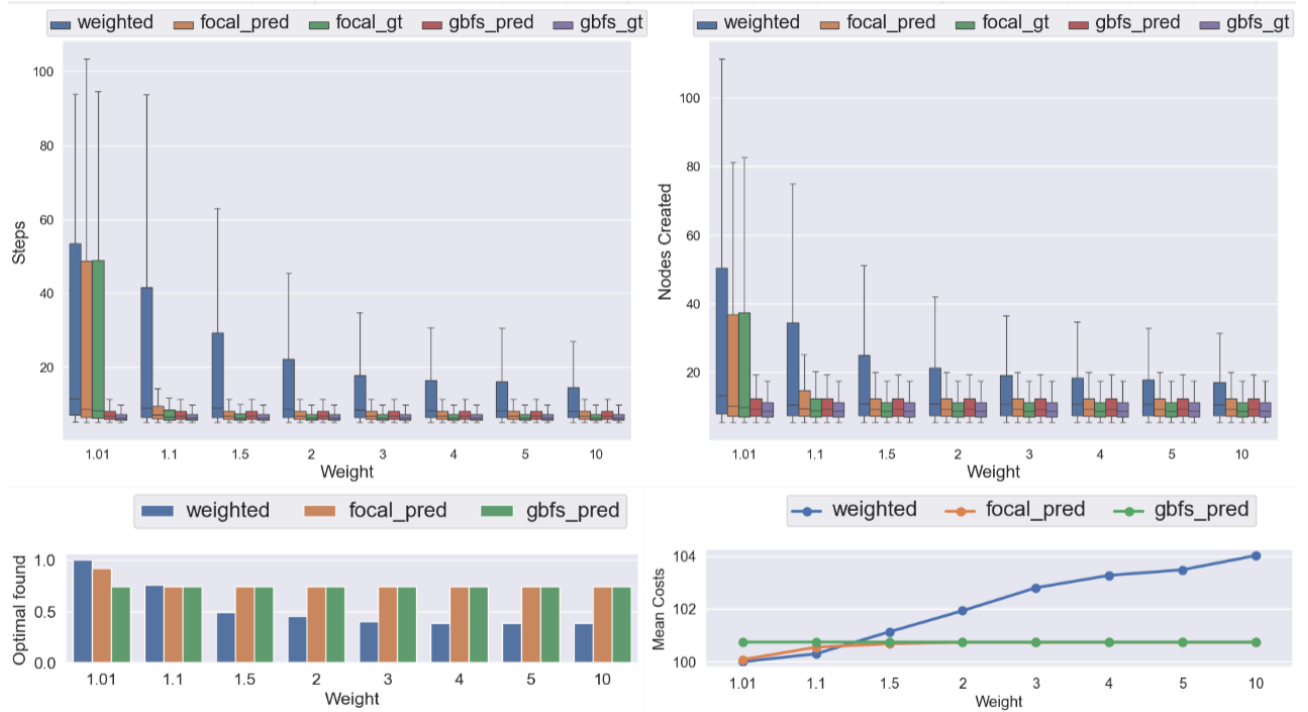 weighted focal_pred focal_gt gbfs_pred gbfs_gt
100
80
60
40
20
Steps
1.01 1.1 1.5 2 3 4 5 10
Weight
weighted focal_pred focal_gt gbfs_pred gbfs_gt
100
80
60
40
20
Nodes Created
1.01 1.1 1.5 2 3 4 5 10
Weight
weighted focal_pred gbfs_pred
1.0
0.5
0.0
Optimal found
1.01 1.1 1.5 2 3 4 5 10
Weight
weighted focal_pred gbfs_pred
104
102
100
Mean Costs
1.01 1.1 1.5 2 3 4 5 10
Weight